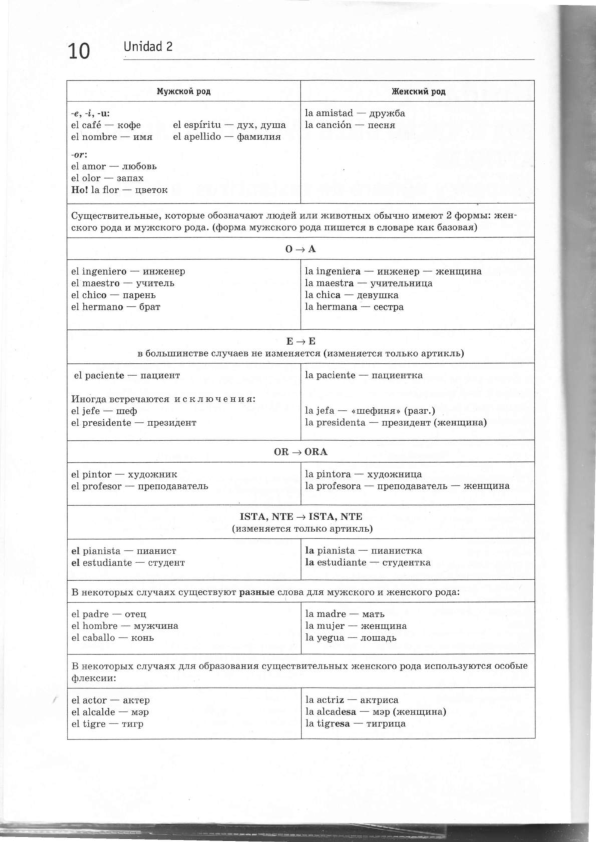 10
Unidad 2
Мужской род
Женский род
-e, -i, -u:
el café — кофе el espíritu — дух, душа
el nombre — имя el apellido — фамилия
-or:
el amor — любовь
el olor — запах
Но! la flor — цветок
la amistad — дружба
la canción — песня
Существительные, которые обозначают людей или животных обычно имеют 2 формы: жен-
ского рода и мужского рода. (форма мужского рода пишется в словаре как базовая)
O → A
el ingeniero — инженер
el maestro — учитель
el chico — парень
el hermano — брат
la ingeniera — инженер — женщина
la maestra — учительница
la chica — девушка
la hermana — сестра
E → E
в большинстве случаев не изменяется (изменяется только артикль)
el paciente — пациент
Иногда встречаются исключения:
el jefe — шеф
el presidente — президент
la paciente — пациентка
la jefa — «шефиня» (разг.)
la presidenta — президент (женщина)
OR → ORA
el pintor — художник
el profesor — преподаватель
la pintora — художница
la profesora — преподаватель — женщина
ISTA, NTE → ISTA, NTE
(изменяется только артикль)
el pianista — пианист
el estudiante — студент
la pianista — пианистка
la estudiante — студентка
В некоторых случаях существуют разные слова для мужского и женского рода:
el padre — отец
el hombre — мужчина
el caballo — конь
la madre — мать
la mujer — женщина
la yegua — лошадь
В некоторых случаях для образования существительных женского рода используются особые
флексии:
el actor — актер
el alcalde — мэр
el tigre — тигр
la actriz — актриса
la alcadesa — мэр (женщина)
la tigresa — тигрица